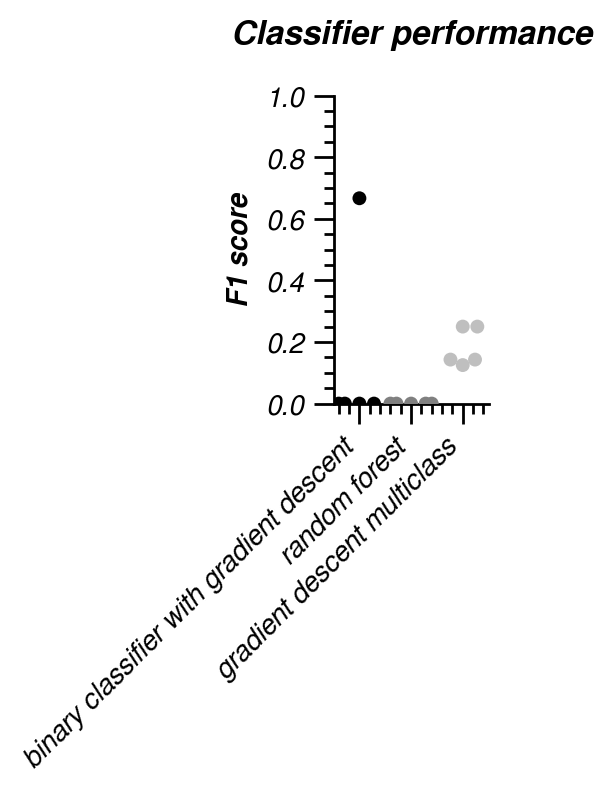 Classifier performance
1.0
0.8
0.6
0.4
0.2
0.0
F1 score
binary classifier with gradient descent
random forest
gradient descent multiclass